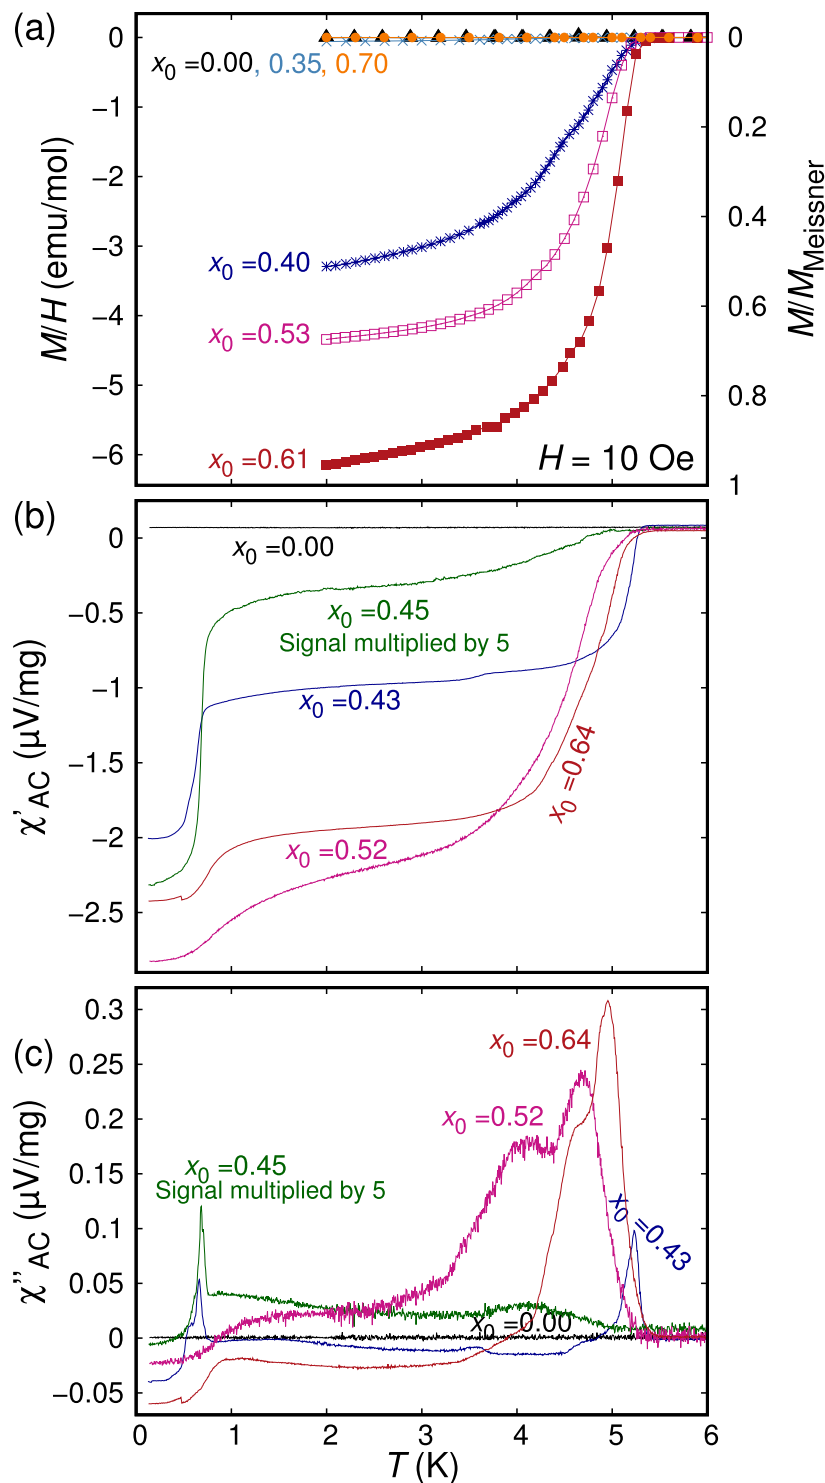 (a)
0
−1
−2
−3
−4
−5
−6
M/H (emu/mol)
0
0.2
0.4
0.6
0.8
1
M/M_Meissner
x₀ =0.00, 0.35, 0.70
x₀ =0.40
x₀ =0.53
x₀ =0.61
H = 10 Oe
(b)
0
−0.5
−1
−1.5
−2
−2.5
χ'_AC (μV/mg)
x₀ =0.00
x₀ =0.45
Signal multiplied by 5
x₀ =0.43
x₀ =0.64
x₀ =0.52
(c)
0.3
0.25
0.2
0.15
0.1
0.05
0
−0.05
χ''_AC (μV/mg)
x₀ =0.64
x₀ =0.52
x₀ =0.45
Signal multiplied by 5
x₀ =0.43
x₀ =0.00
0 1 2 3 4 5 6
T (K)